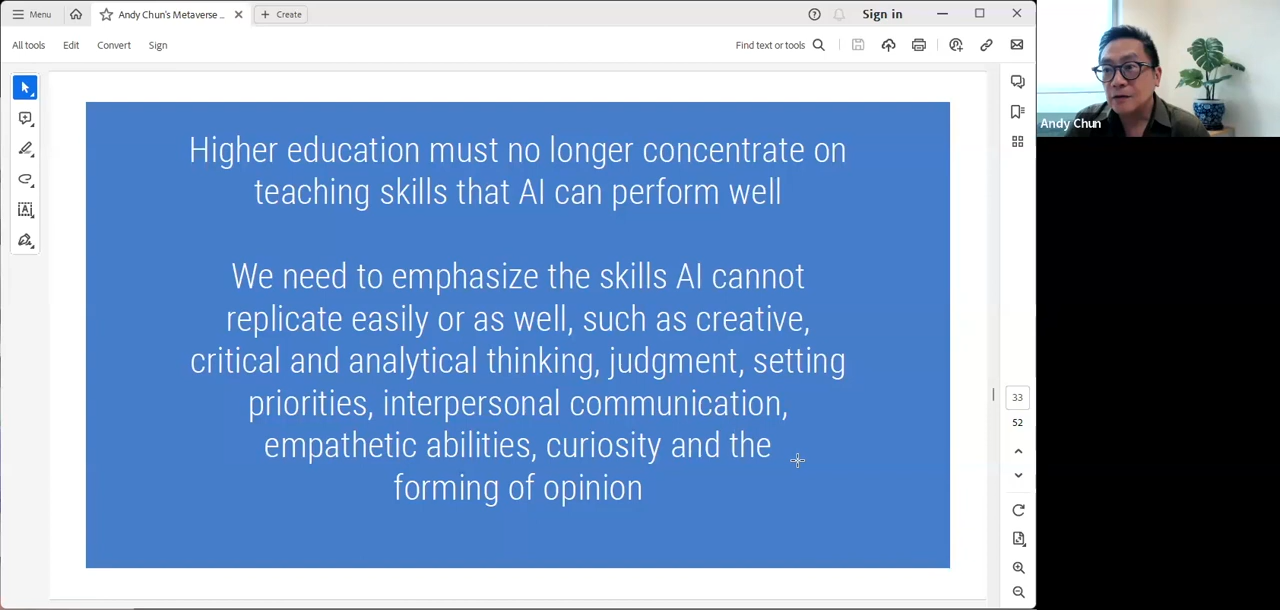 Menu
Andy Chun's Metaverse ...
Create
Sign in
All tools
Edit
Convert
Sign
Find text or tools
Andy Chun
Higher education must no longer concentrate on
teaching skills that AI can perform well
We need to emphasize the skills AI cannot
replicate easily or as well, such as creative,
critical and analytical thinking, judgment, setting
priorities, interpersonal communication,
empathetic abilities, curiosity and the
forming of opinion
33
52